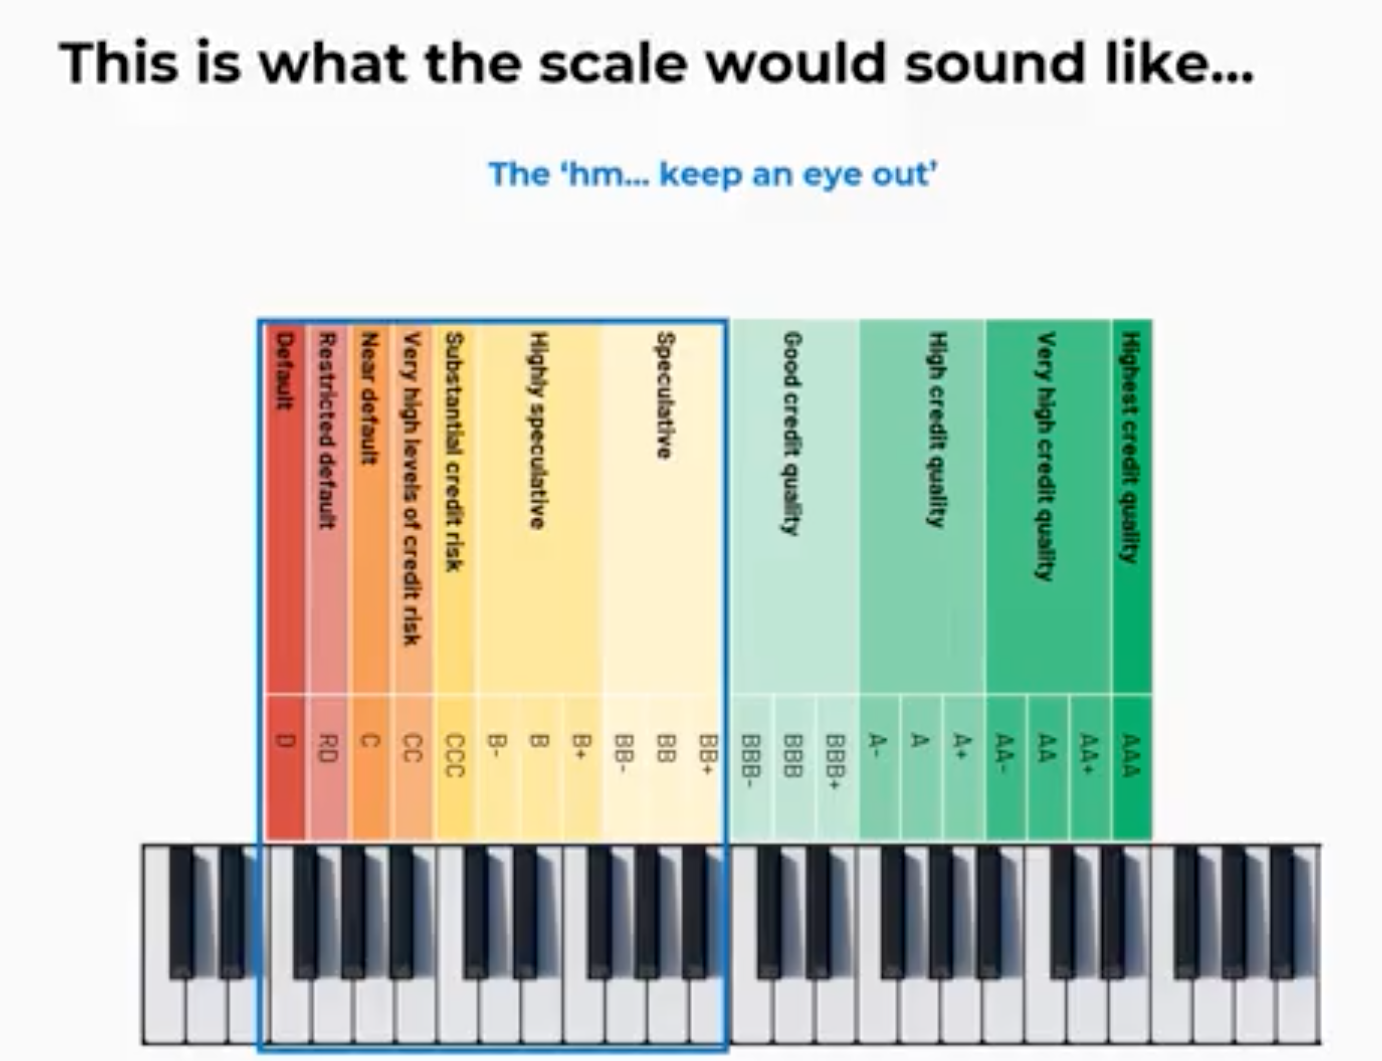 This is what the scale would sound like...
The ‘hm... keep an eye out’
Default
Restricted default
Near default
Very high levels of credit risk
Substantial credit risk
Highly speculative
Speculative
Good credit quality
High credit quality
Very high credit quality
Highest credit quality
D
RD
C
CC
CCC
B-
B
B+
BB-
BB
BB+
BBB-
BBB
BBB+
A-
A
A+
AA-
AA
AA+
AAA